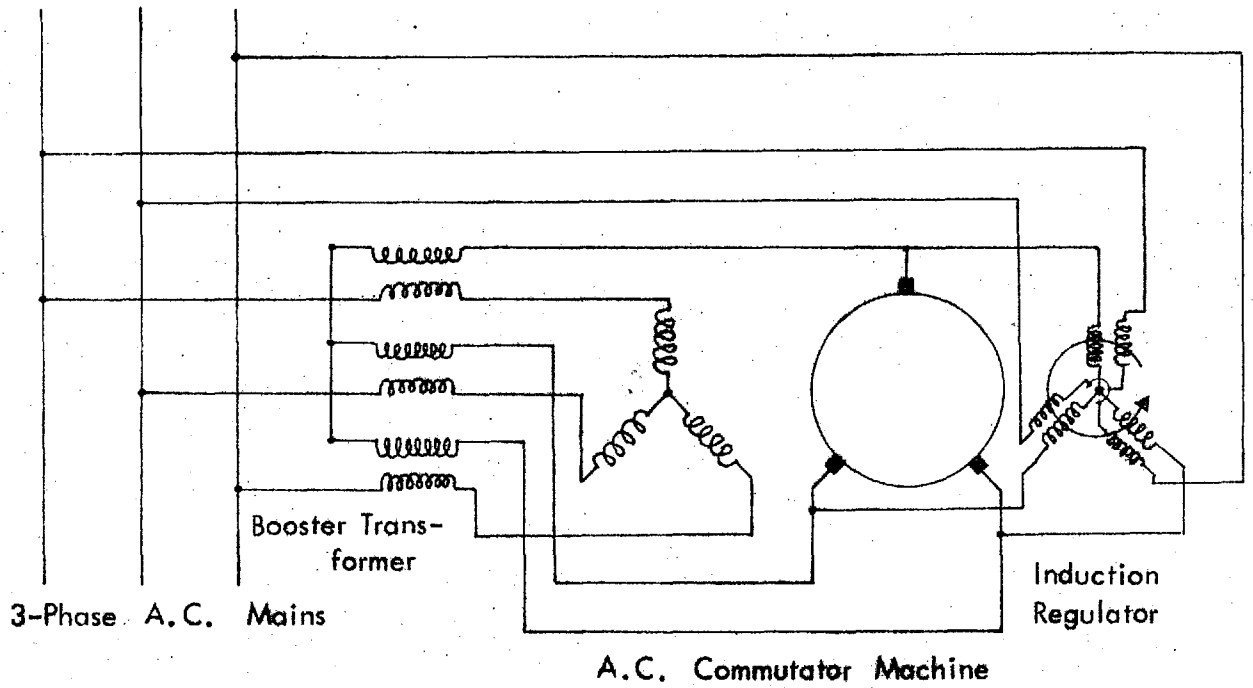 Booster Trans-
former
3-Phase A.C. Mains
Induction
Regulator
A.C. Commutator Machine